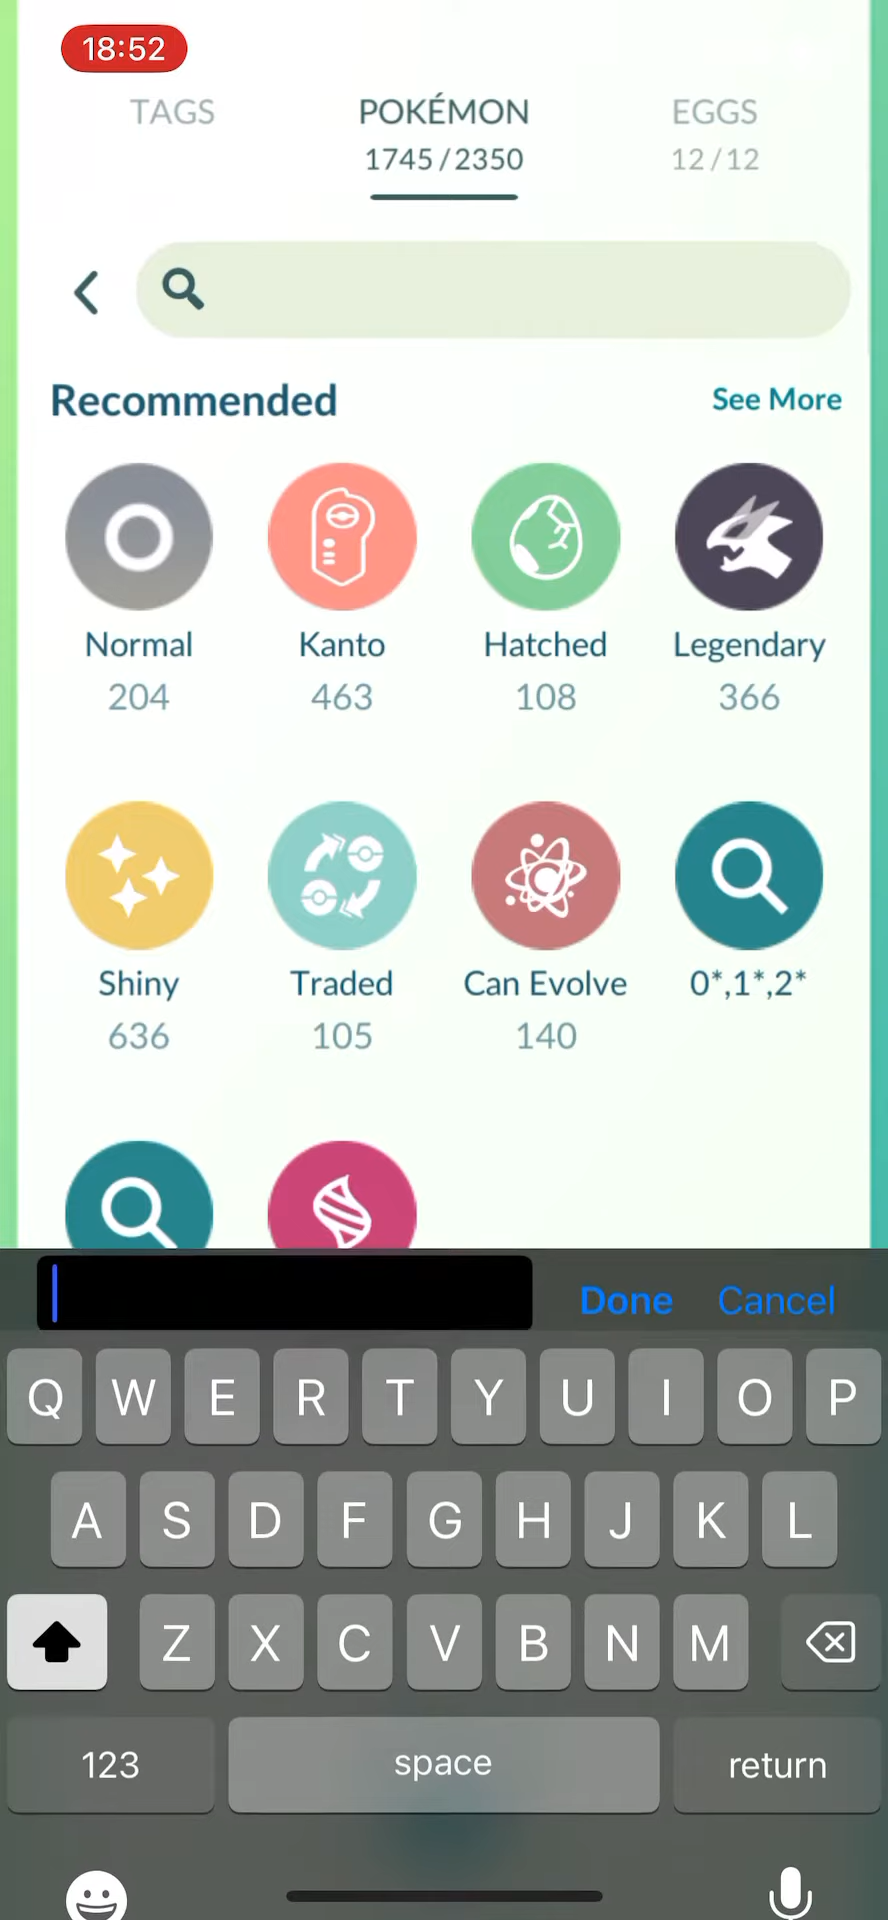 18:52
TAGS
POKÉMON
EGGS
1745/2350
12/12
Recommended
See More
Normal
Kanto
Hatched
Legendary
204
463
108
366
Shiny
Traded
Can Evolve
0*,1*,2*
636
105
140
Done
Cancel
Q W E R T Y U I O P
A S D F G H J K L
Z X C V B N M
123
space
return